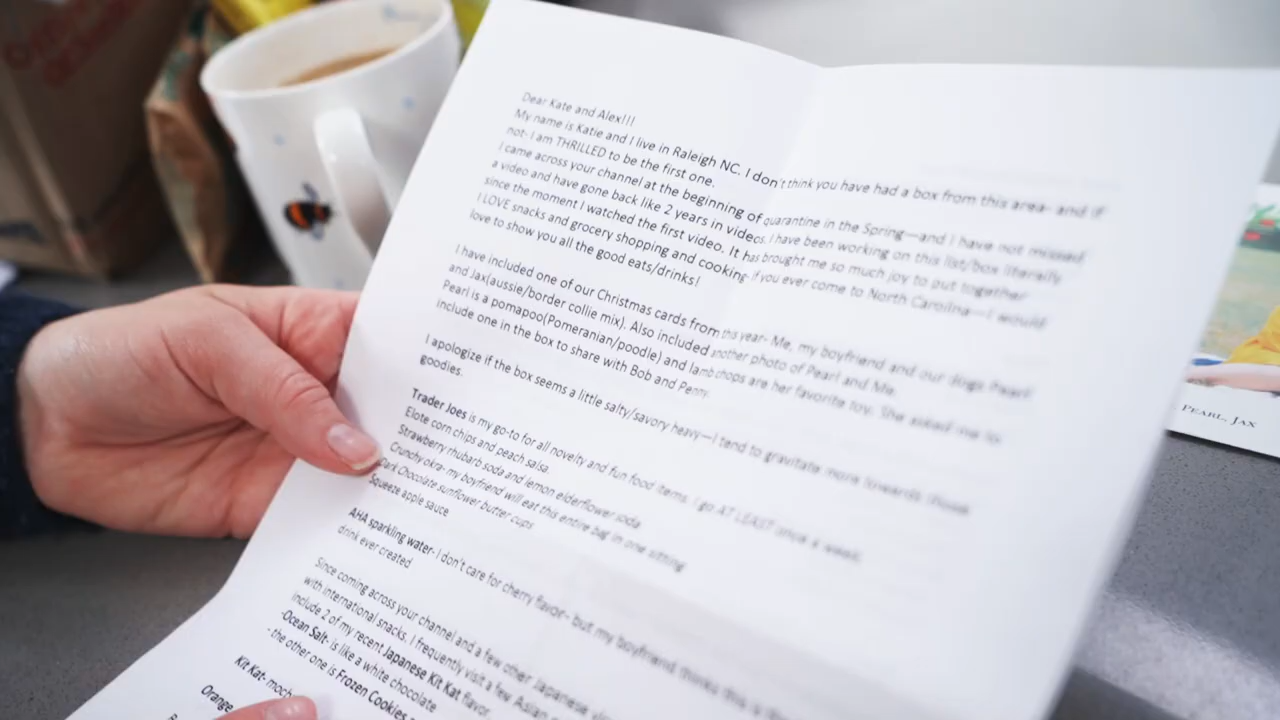 Dear Kate and Alex!!!
My name is Katie and I live in Raleigh NC. I don't think you have had a box from this area- and if
not- I am THRILLED to be the first one.
I came across your channel at the beginning of quarantine in the Spring—and I have not missed
a video and have gone back like 2 years in videos. I have been working on this list/box literally
since the moment I watched the first video. It has brought me so much joy to put together
I LOVE snacks and grocery shopping and cooking- if you ever come to North Carolina—I would
love to show you all the good eats/drinks!
I have included one of our Christmas cards from this year- Me, my boyfriend and our dogs Pearl
and Jax(aussie/border collie mix). Also included another photo of Pearl and Me.
Pearl is a pomapoo(Pomeranian/poodle) and lambchops are her favorite toy. She asked me to
include one in the box to share with Bob and Penny.
I apologize if the box seems a little salty/savory heavy—I tend to gravitate more towards those
goodies.
Trader Joes is my go-to for all novelty and fun food items. I go AT LEAST once a week.
Elote corn chips and peach salsa.
Strawberry rhubarb soda and lemon elderflower soda
Crunchy okra- my boyfriend will eat this entire bag in one sitting
Dark Chocolate sunflower butter cups
Squeeze apple sauce
AHA sparkling water- I don't care for cherry flavor- but my boyfriend thinks this is the
drink ever created
Since coming across your channel and a few other Japanese
with international snacks. I frequently visit a few. Asian
include 2 of my recent Japanese Kit Kat flavor.
-Ocean Salt- is like a white chocolate
- the other one is Frozen Cookies
Kit Kat- moch
Orange
PEARL, JAX